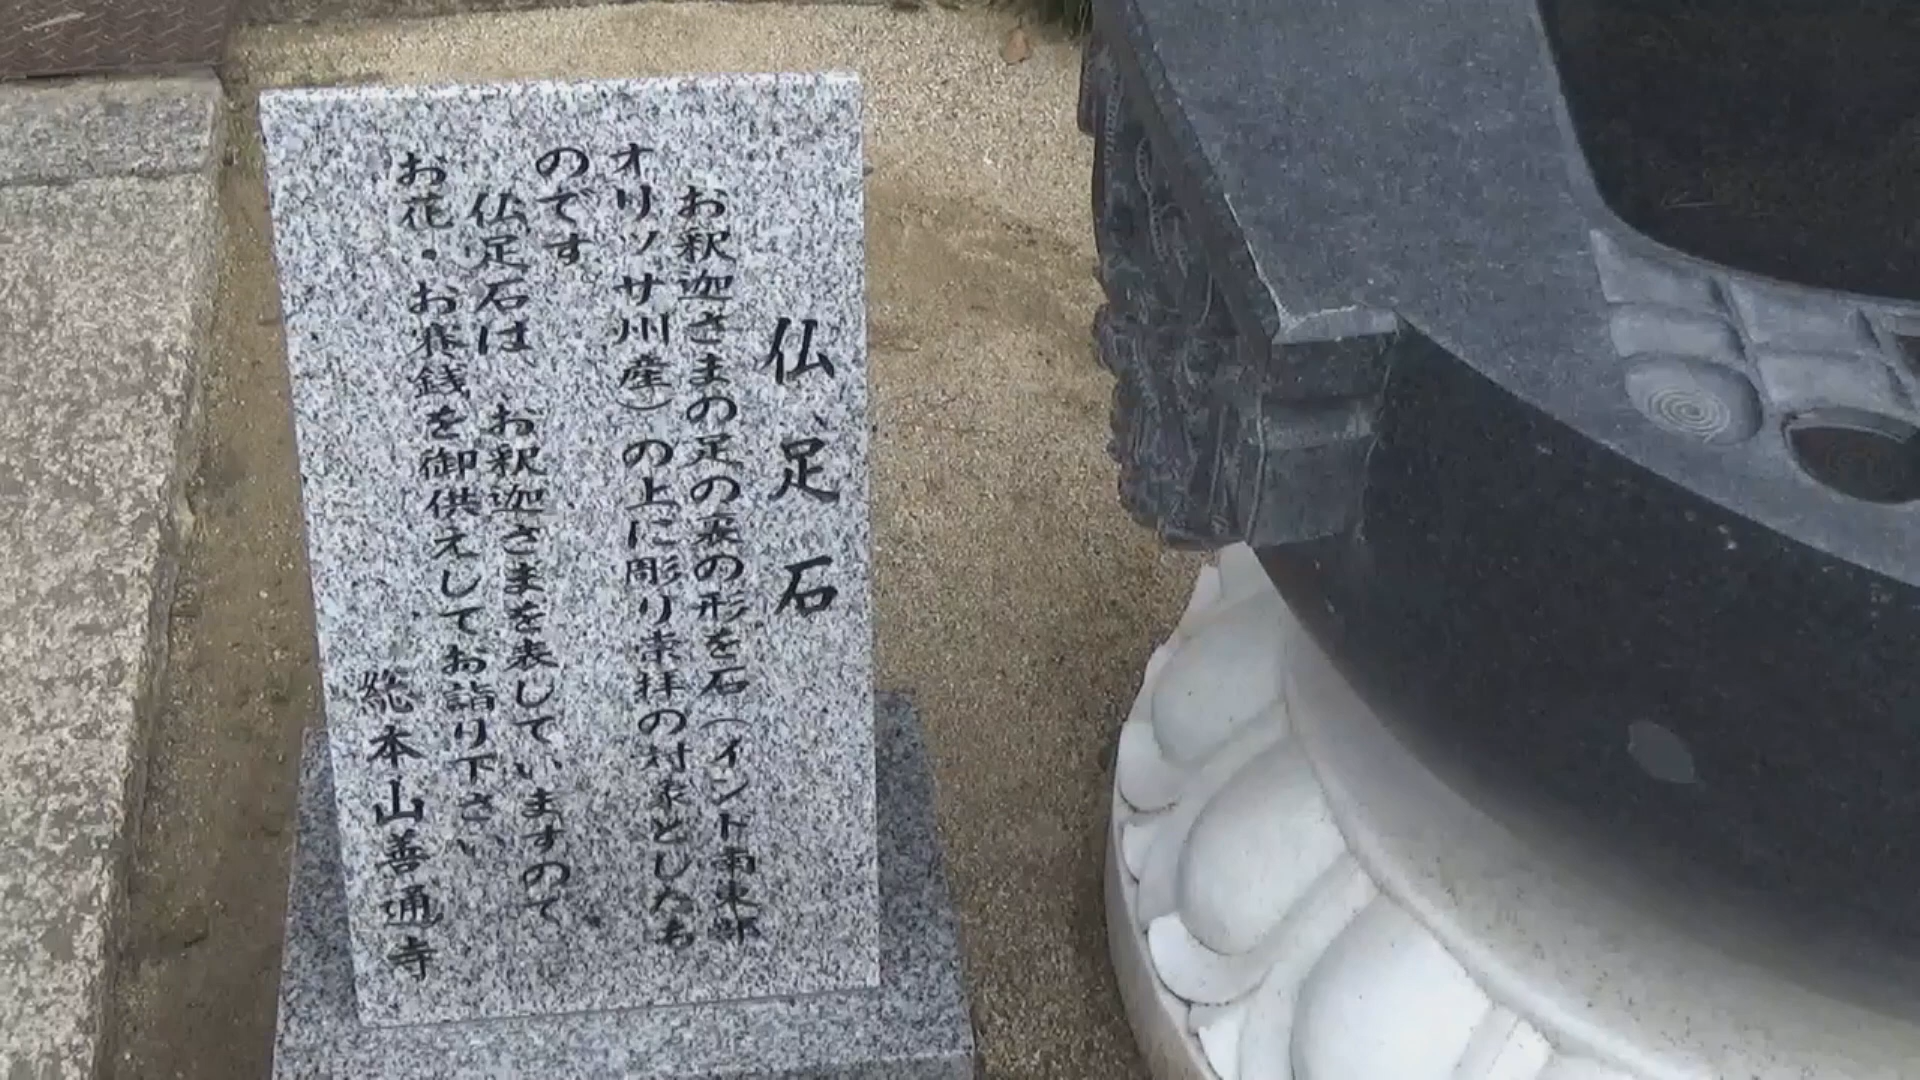 仏足石
お釈迦さまの足の裏の形を石（インド南東部
オリッサ州産）の上に彫り崇拝の対象としたも
のです。
仏足石は、お釈迦さまを表していますので
お花・お賽銭を御供えしてお詣り下さい
総本山善通寺